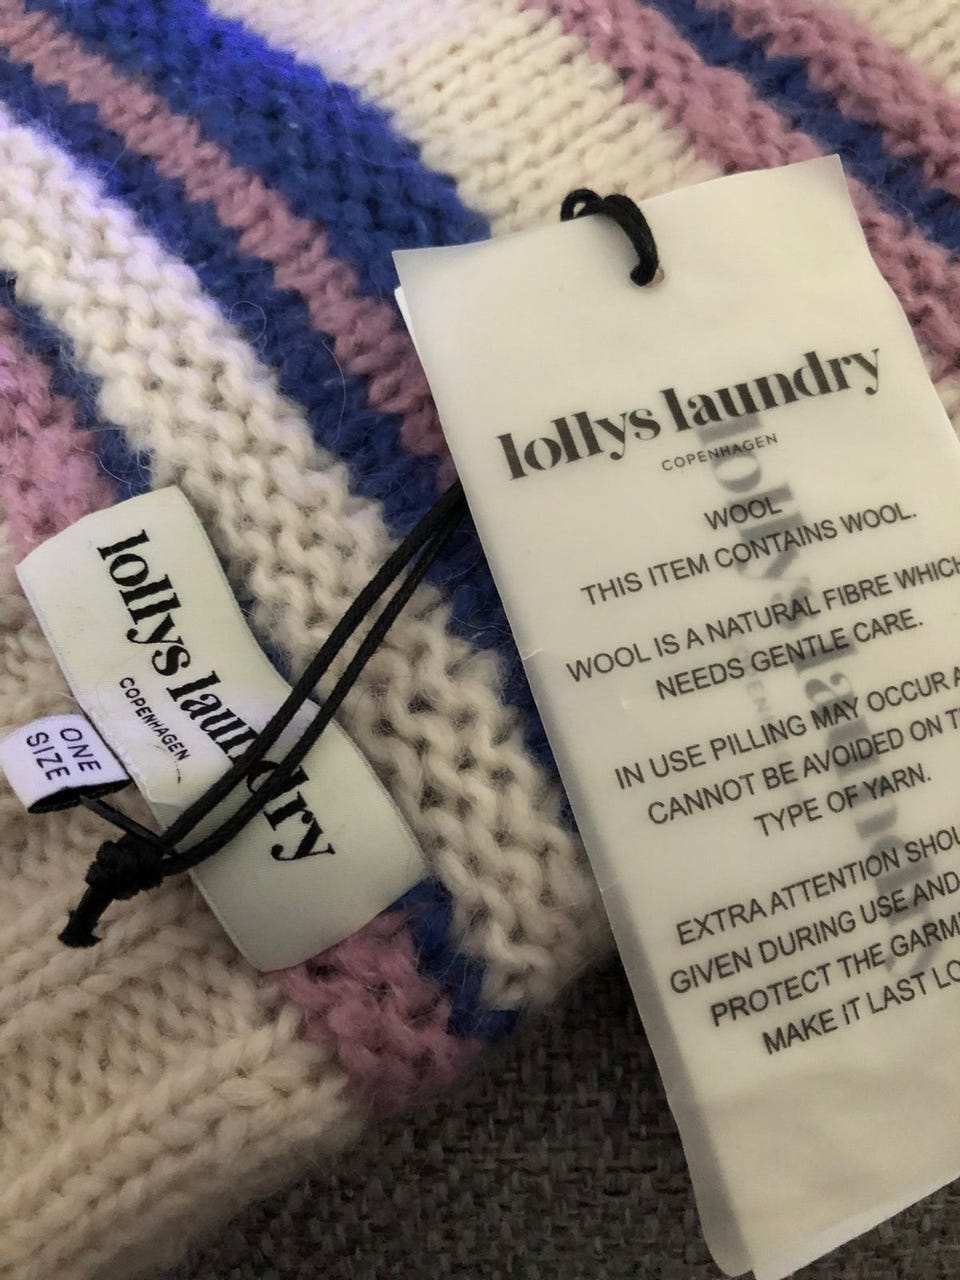 lollys laundry
COPENHAGEN
WOOL
THIS ITEM CONTAINS WOOL.
WOOL IS A NATURAL FIBRE WHICH
NEEDS GENTLE CARE.
IN USE PILLING MAY OCCUR
CANNOT BE AVOIDED ON
TYPE OF YARN.
EXTRA ATTENTION
GIVEN DURING USE AND
PROTECT THE
MAKE IT LAST
lollys laundry
COPENHAGEN
ONE
SIZE